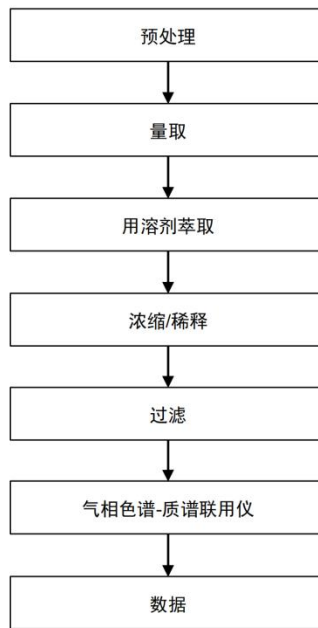 预处理
量取
用溶剂萃取
浓缩/稀释
过滤
气相色谱-质谱联用仪
数据